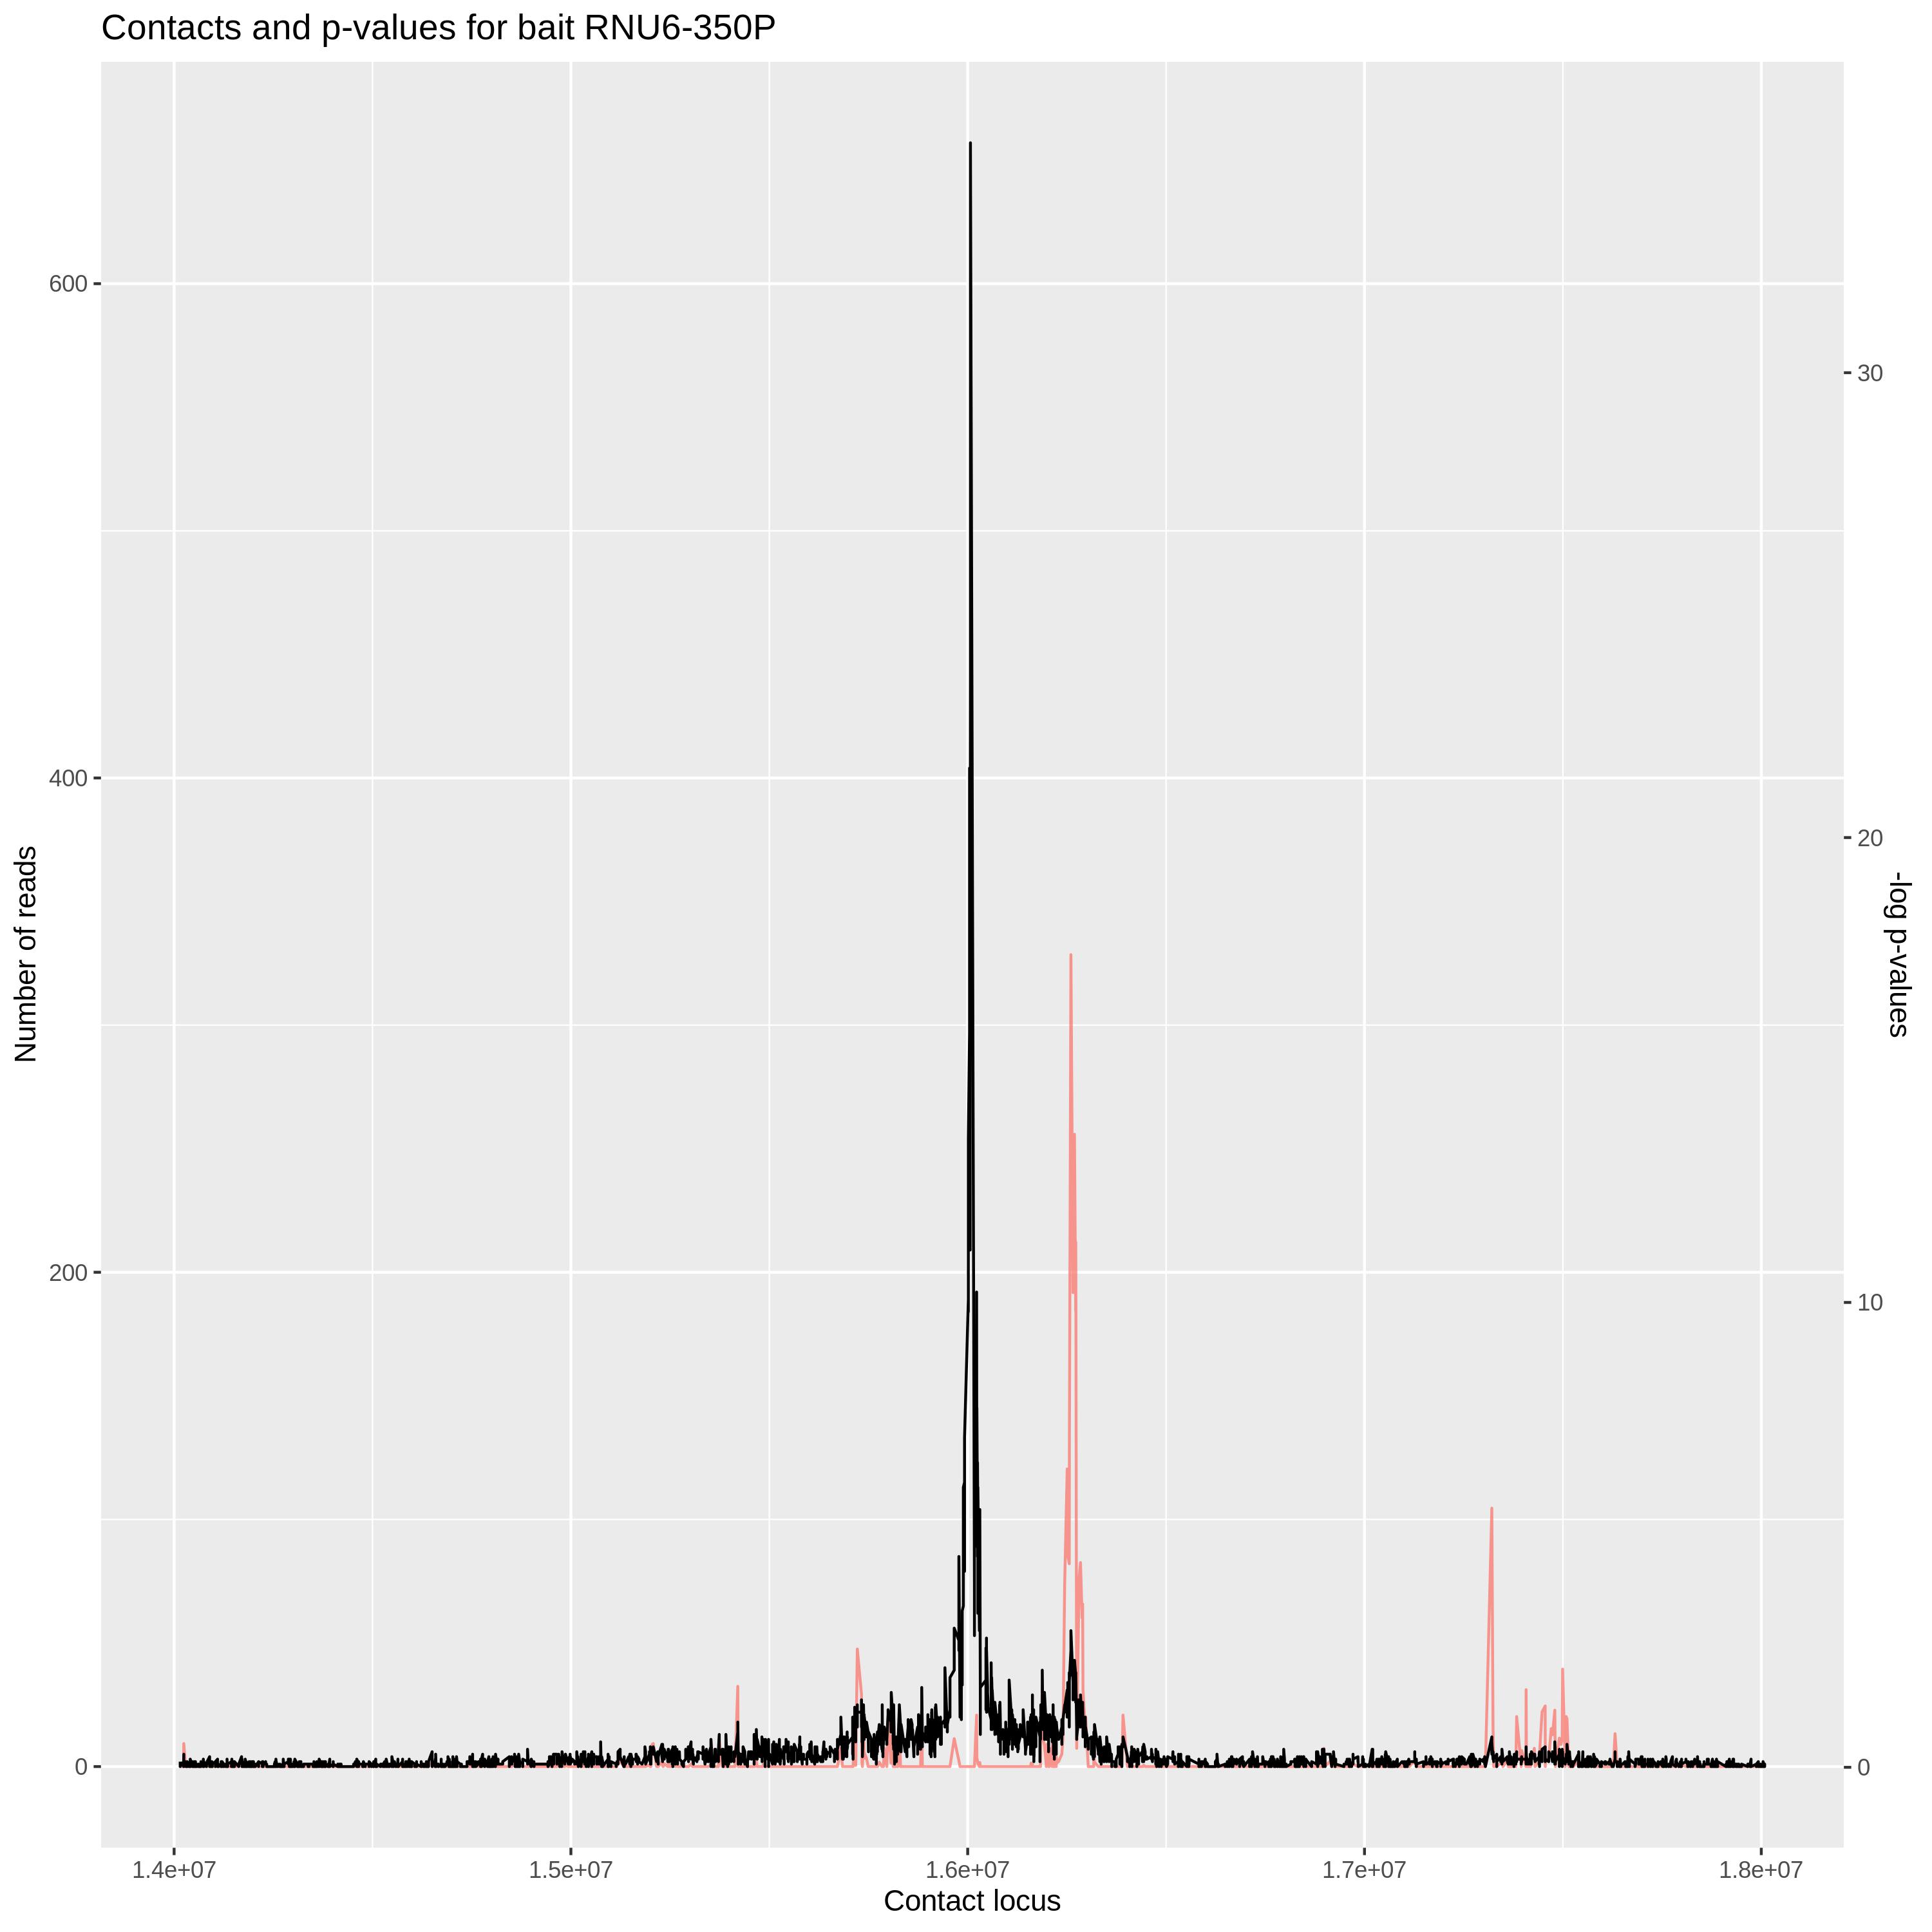 Contacts and p-values for bait RNU6-350P
600
400
200
0
Number of reads
30
20
10
0
-log p-values
1.4e+07
1.5e+07
1.6e+07
1.7e+07
1.8e+07
Contact locus